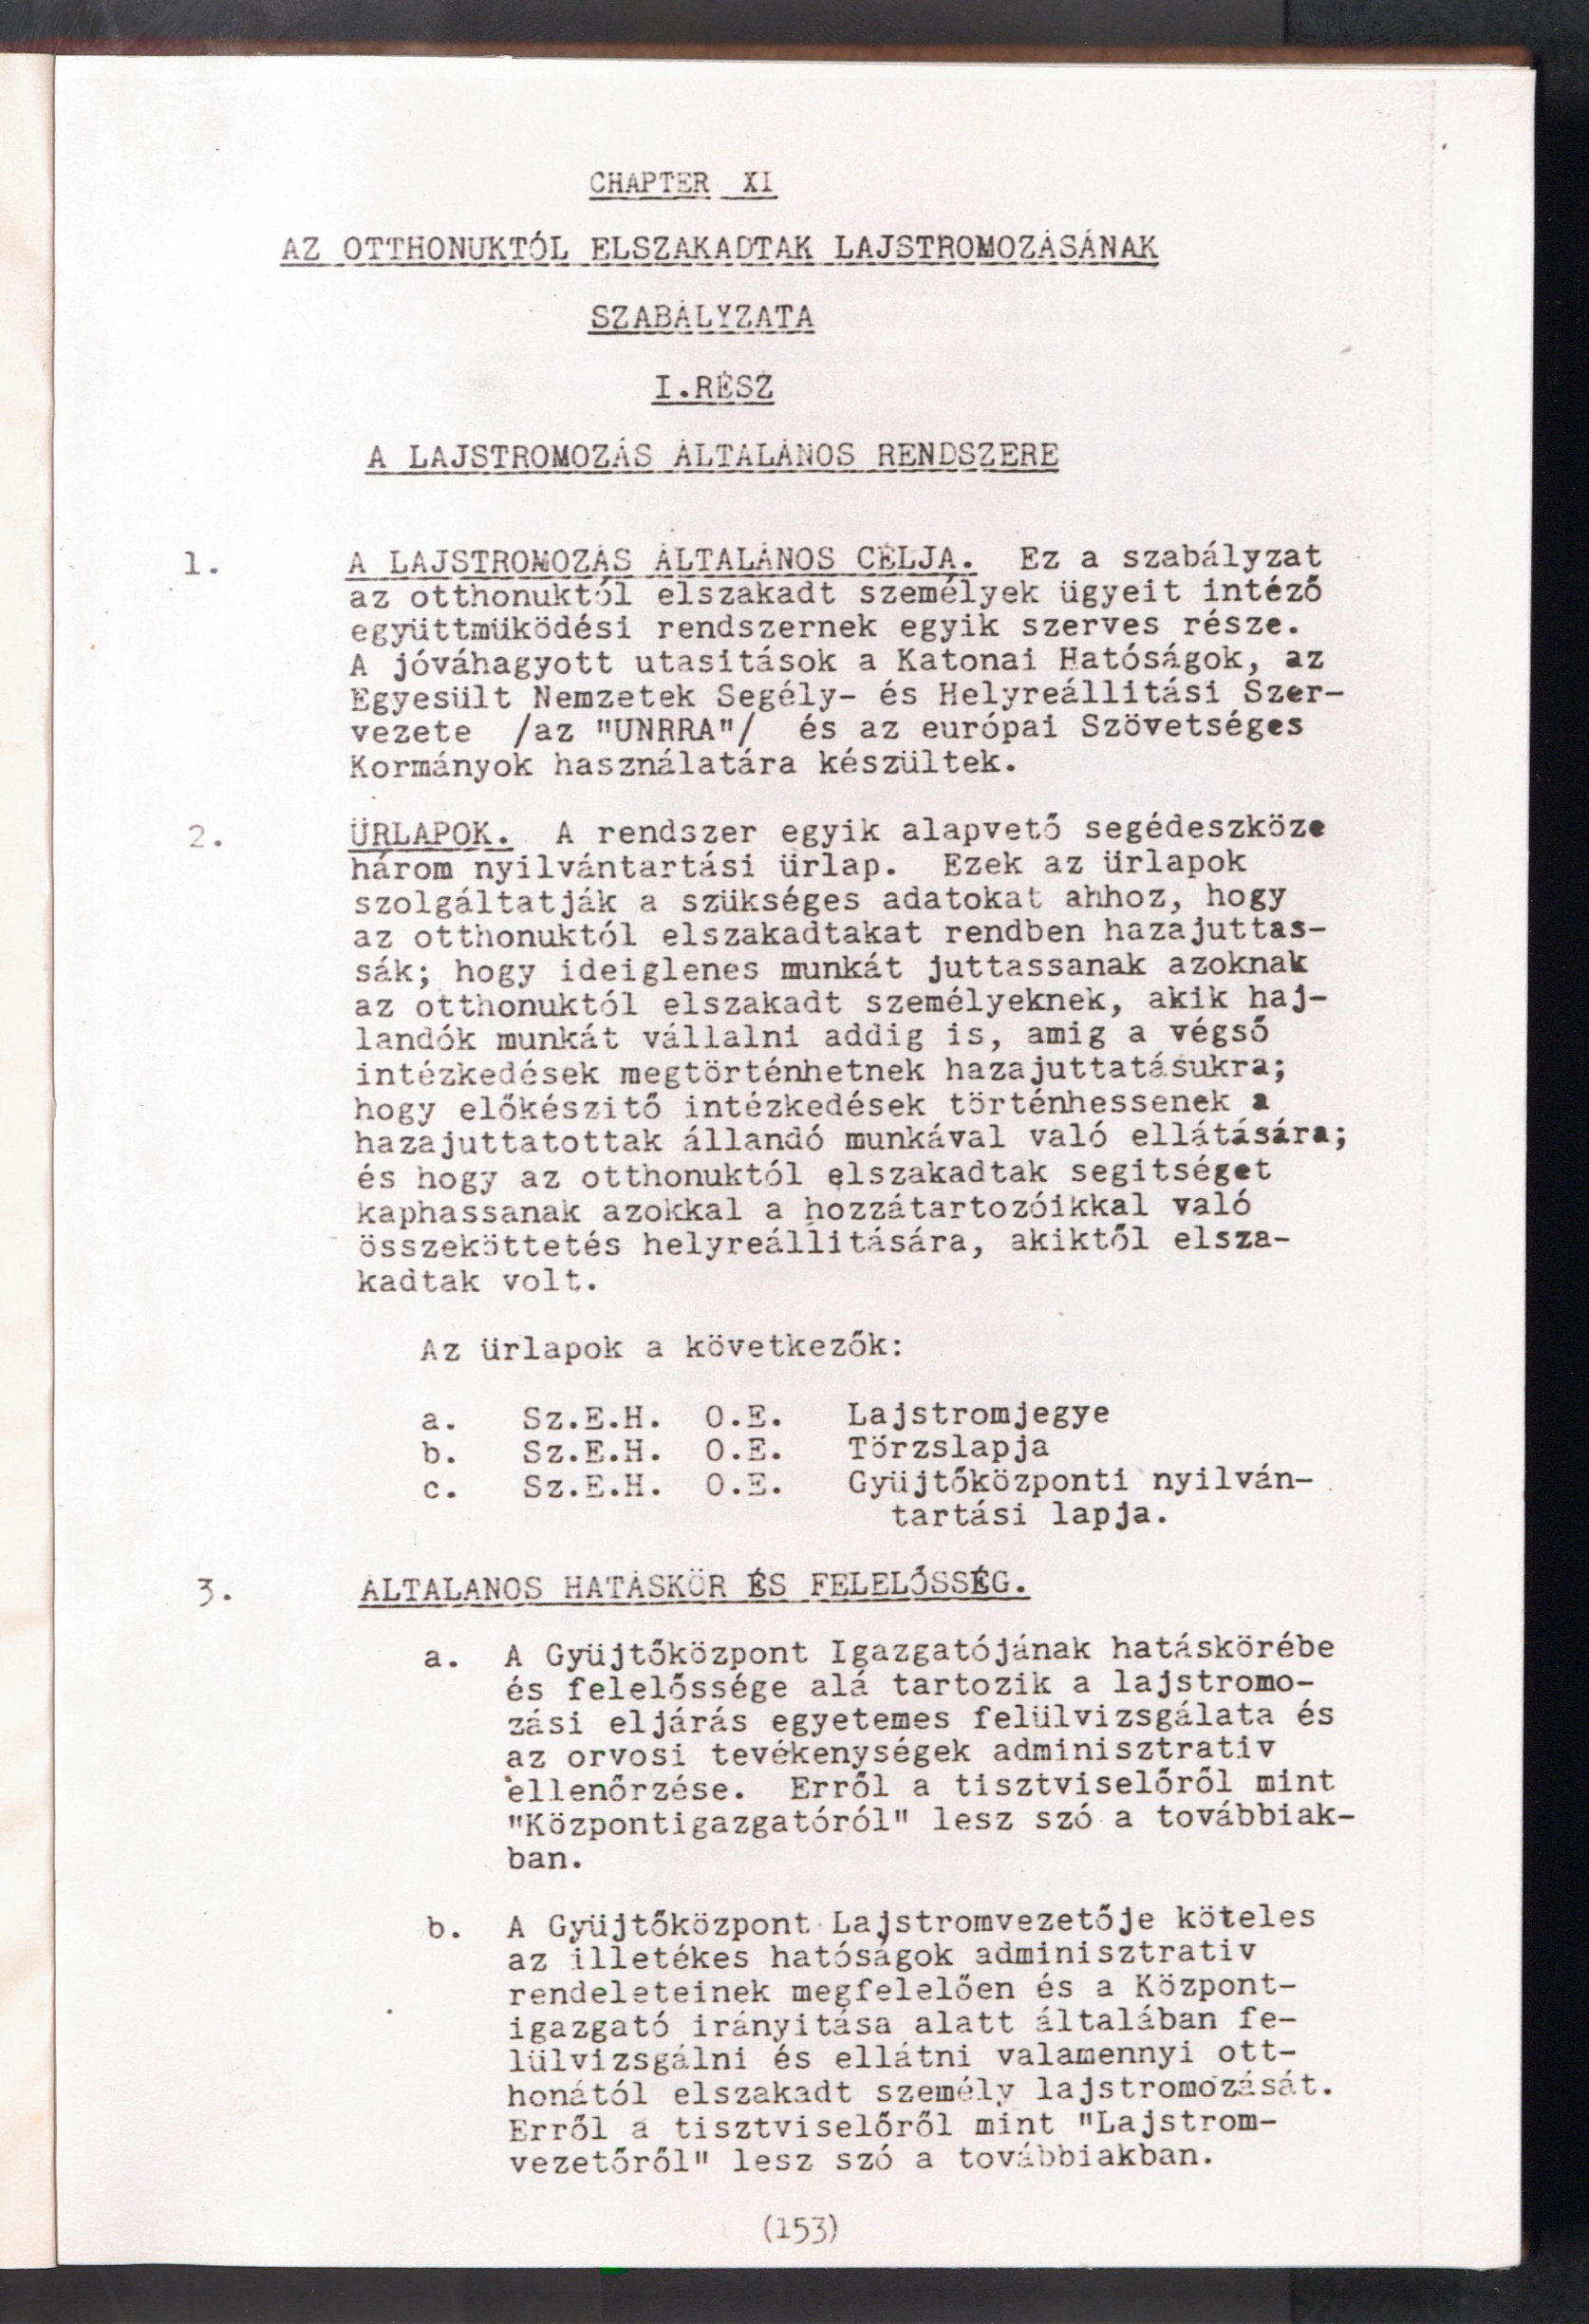 CHAPTER XI
AZ OTTHONUKTÓL ELSZAKADTAK LAJSTROMOZÁSÁNAK
SZABÁLYZATA
I.RÉSZ
A LAJSTROMOZÁS ÁLTALÁNOS RENDSZERE
1. A LAJSTROMOZÁS ÁLTALÁNOS CÉLJA. Ez a szabályzat
az otthonuktól elszakadt személyek ügyeit intéző
együttmüködési rendszernek egyik szerves része.
A jóváhagyott utasitások a Katonai Hatóságok, az
Egyesült Nemzetek Segély- és Helyreállitási Szer-
vezete /az "UNRRA"/ és az európai Szövetséges
Kormányok használatára készültek.
2. ÜRLAPOK. A rendszer egyik alapvető segédeszköze
három nyilvántartási ürlap. Ezek az ürlapok
szolgáltatják a szükséges adatokat ahhoz, hogy
az otthonuktól elszakadtakat rendben hazajuttas-
sák; hogy ideiglenes munkát juttassanak azoknak
az otthonuktól elszakadt személyeknek, akik haj-
landók munkát vállalni addig is, amig a végső
intézkedések megtörténhetnek hazajuttatásukra;
hogy előkészitő intézkedések történhessenek a
hazajuttatottak állandó munkával való ellátására;
és hogy az otthonuktól elszakadtak segitséget
kaphassanak azokkal a hozzátartozóikkal való
összeköttetés helyreállitására, akiktől elsza-
kadtak volt.
Az ürlapok a következők:
a. Sz.E.H. O.E. Lajstromjegye
b. Sz.E.H. O.E. Törzslapja
c. Sz.E.H. O.E. Gyüjtőközponti nyilván-
tartási lapja.
3. ÁLTALANOS HATÁSKÖR ÉS FELELŐSSÉG.
a. A Gyüjtőközpont Igazgatójának hatáskörébe
és felelőssége alá tartozik a lajstromo-
zási eljárás egyetemes felülvizsgálata és
az orvosi tevékenységek adminisztrativ
ellenőrzése. Erről a tisztviselőről mint
"Központigazgatóról" lesz szó a továbbiak-
ban.
b. A Gyüjtőközpont Lajstromvezetője köteles
az illetékes hatóságok adminisztrativ
rendeleteinek megfelelően és a Központ-
igazgató irányitása alatt általában fe-
lülvizsgálni és ellátni valamennyi ott-
honától elszakadt személy lajstromozását.
Erről a tisztviselőről mint "Lajstrom-
vezetőről" lesz szó a továbbiakban.
(153)